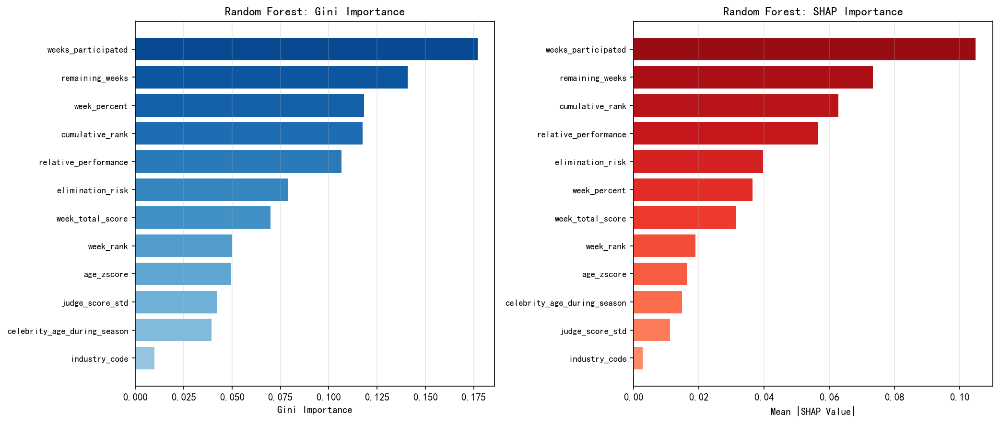 Random Forest: Gini Importance
weeks_participated
remaining_weeks
week_percent
cumulative_rank
relative_performance
elimination_risk
week_total_score
week_rank
age_zscore
judge_score_std
celebrity_age_during_season
industry_code
0.000 0.025 0.050 0.075 0.100 0.125 0.150 0.175
Gini Importance
Random Forest: SHAP Importance
weeks_participated
remaining_weeks
cumulative_rank
relative_performance
elimination_risk
week_percent
week_total_score
week_rank
age_zscore
celebrity_age_during_season
judge_score_std
industry_code
0.00 0.02 0.04 0.06 0.08 0.10
Mean |SHAP Value|